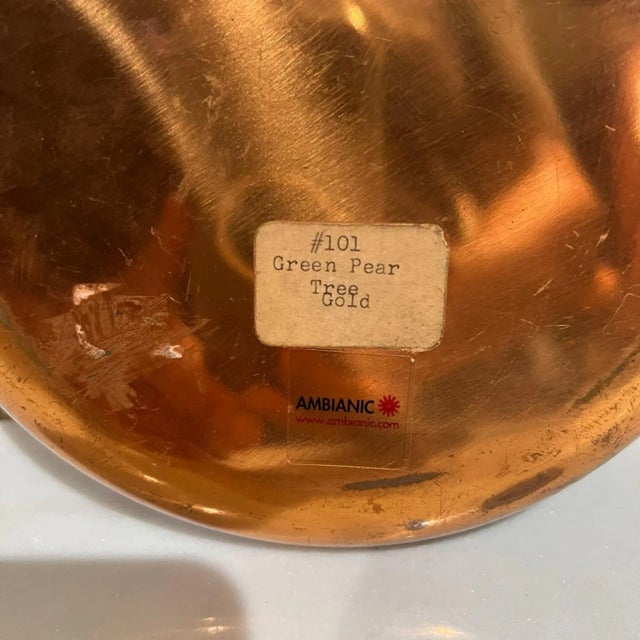 #101
Green Pear
Tree
Gold
AMBIANIC
www.ambianic.com